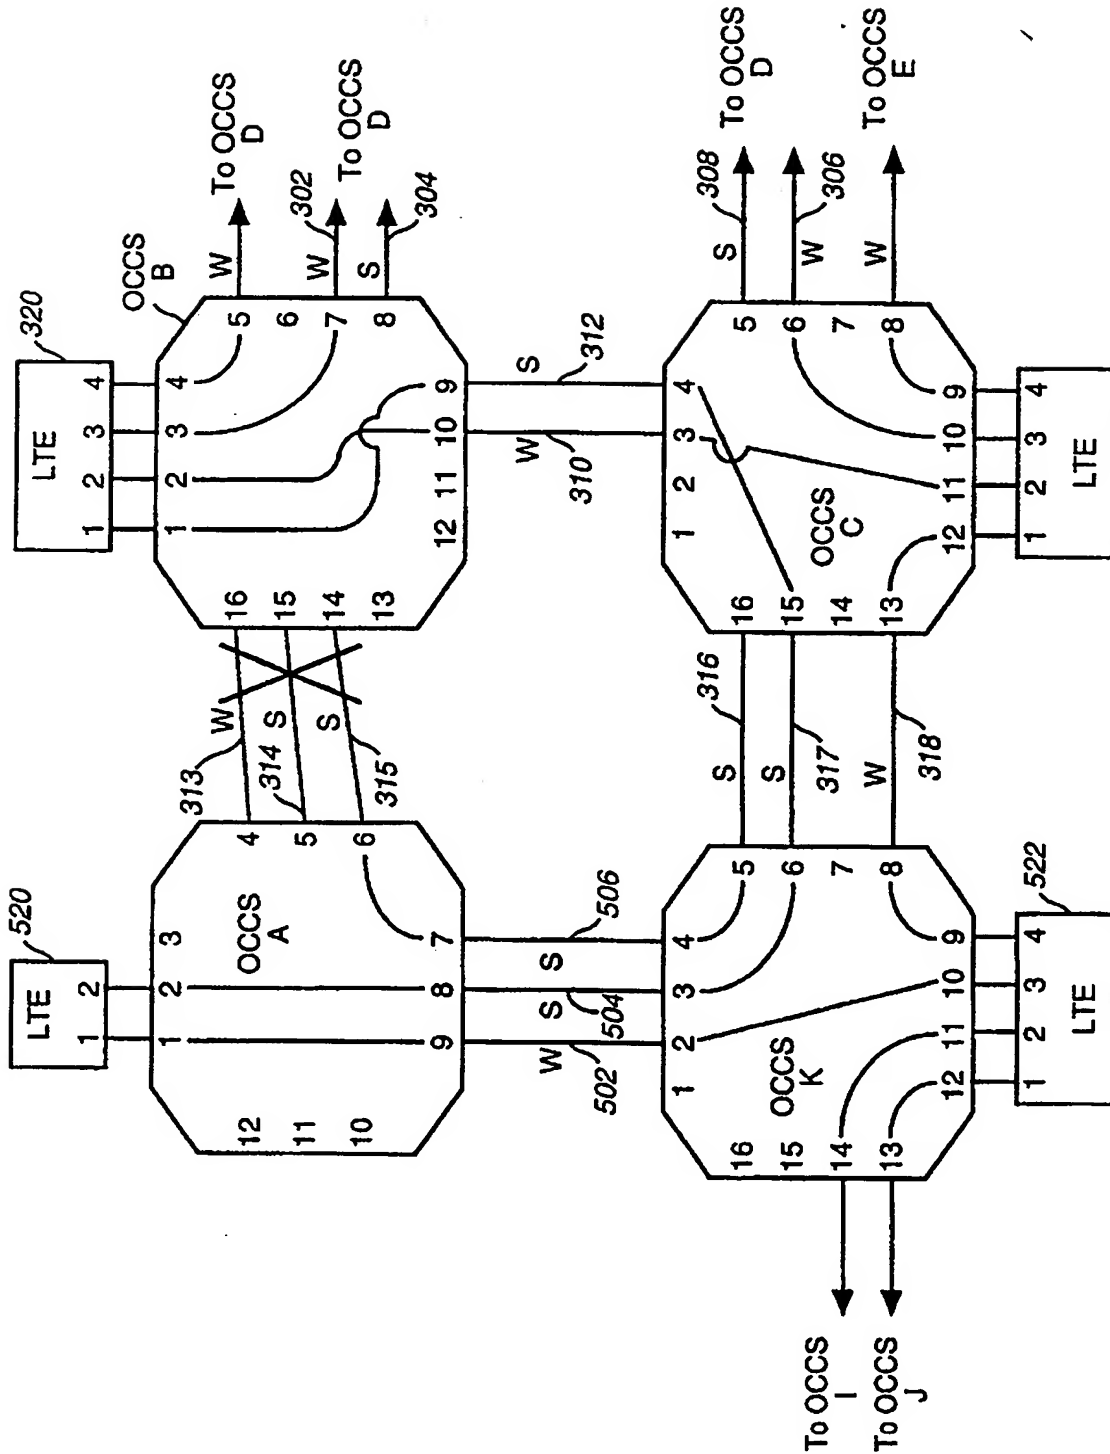 520
LTE
1 2
320
LTE
1 2 3 4
OCCS
B
1 2 3
12
11
10
OCCS
A
4
5
6
9 8 7
313
W
314
S
315
S
1 2 3 4
16
15
14
13
5
6
7
8
12 11 10 9
W
To OCCS
D
302
W
To OCCS
D
S
304
W
502
S
504
S
506
W
310
S
312
1 2 3 4
16
15
14
13
OCCS
K
5
6
7
8
12 11 10 9
To OCCS
I
To OCCS
J
S
316
S
317
W
318
1 2 3 4
16
15
14
13
OCCS
C
5
6
7
8
12 11 10 9
S
308
To OCCS
D
W
306
W
To OCCS
E
1 2 3 4
LTE
522
1 2 3 4
LTE